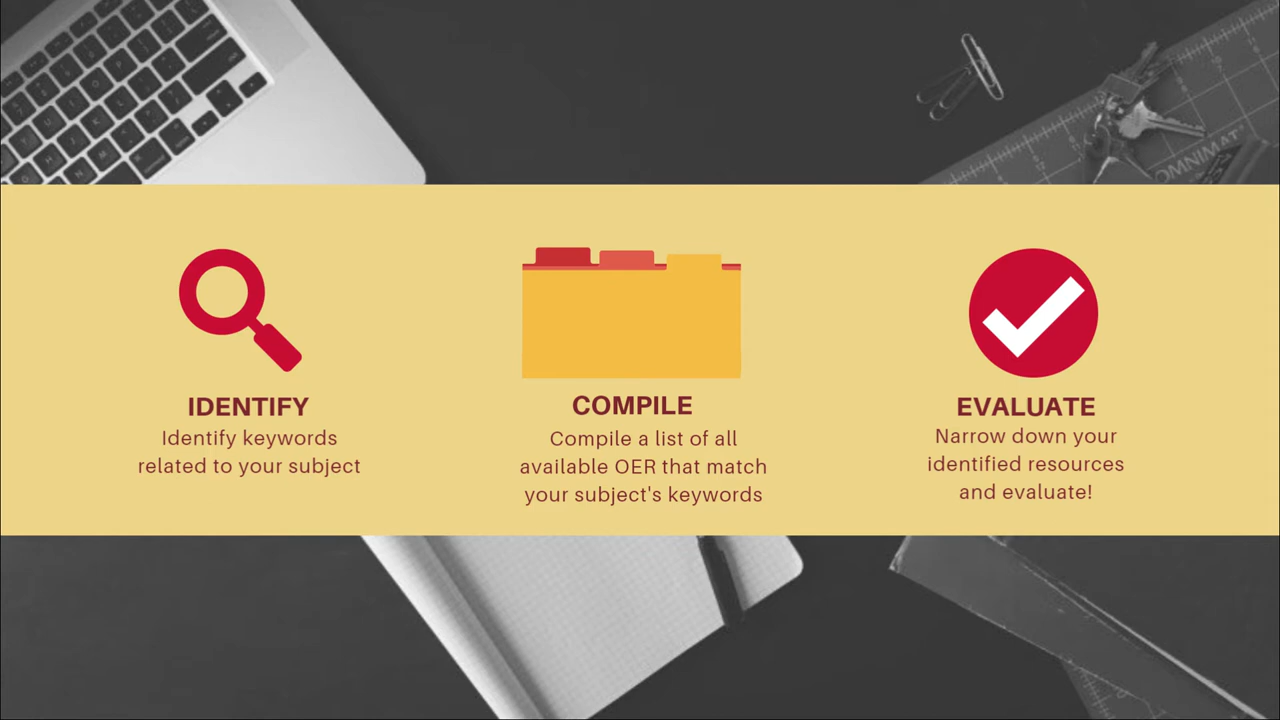 OMNIMAT
IDENTIFY
Identify keywords
related to your subject
COMPILE
Compile a list of all
available OER that match
your subject's keywords
EVALUATE
Narrow down your
identified resources
and evaluate!